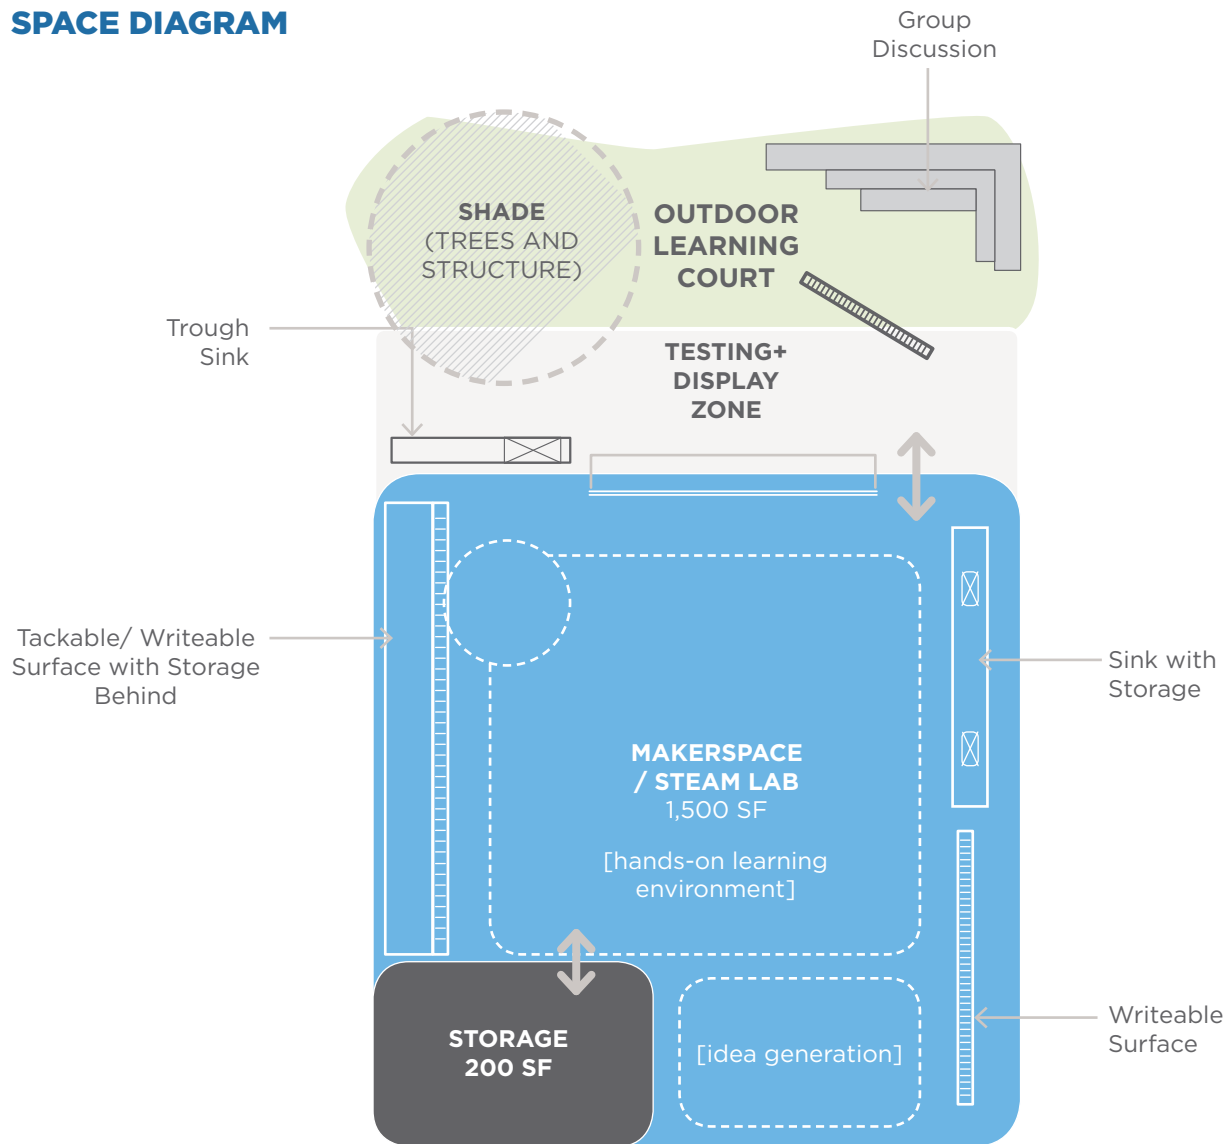 SPACE DIAGRAM
Group
Discussion
SHADE
(TREES AND
STRUCTURE)
OUTDOOR
LEARNING
COURT
Trough
Sink
TESTING+
DISPLAY
ZONE
Tackable/ Writeable
Surface with Storage
Behind
Sink with
Storage
MAKERSPACE
/ STEAM LAB
1,500 SF
[hands-on learning
environment]
STORAGE
200 SF
[idea generation]
Writeable
Surface